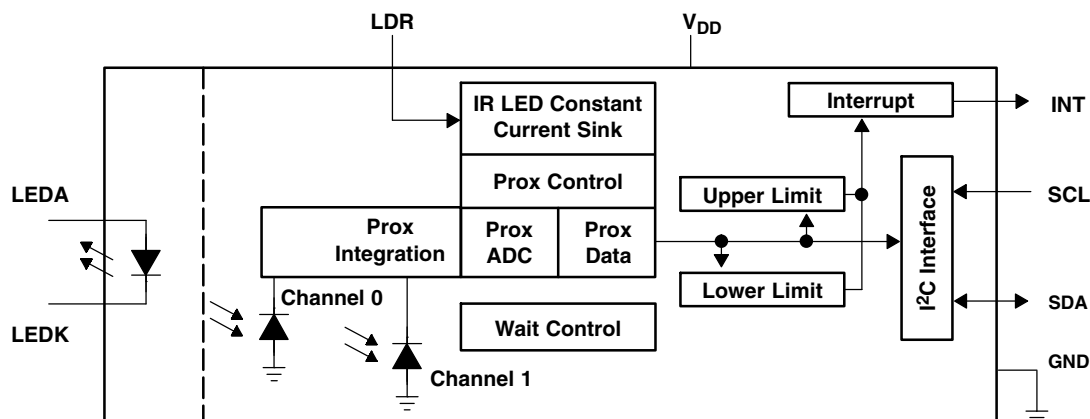 LDR
V_DD
IR LED Constant
Current Sink
Interrupt
INT
LEDA
Prox Control
Upper Limit
SCL
Prox
Integration
Prox
ADC
Prox
Data
I²C Interface
Channel 0
Lower Limit
SDA
LEDK
Wait Control
GND
Channel 1